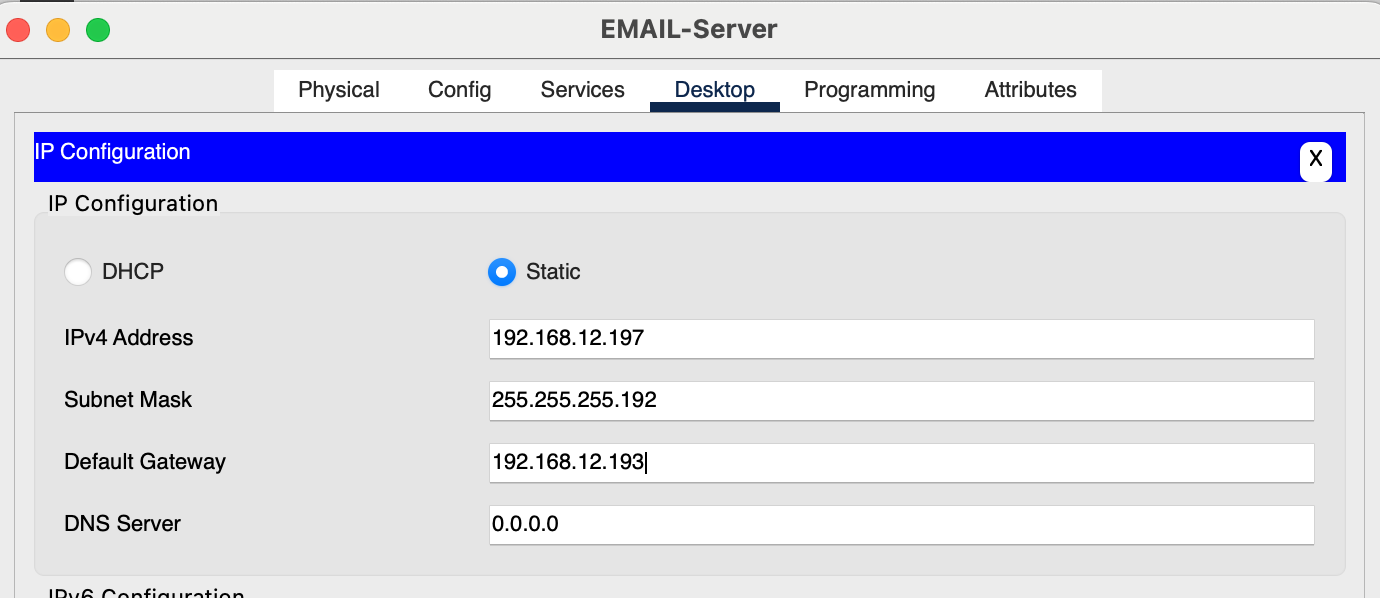 EMAIL-Server
Physical Config Services Desktop Programming Attributes
IP Configuration X
IP Configuration
DHCP Static
IPv4 Address 192.168.12.197
Subnet Mask 255.255.255.192
Default Gateway 192.168.12.193
DNS Server 0.0.0.0
IPv6 Configuration